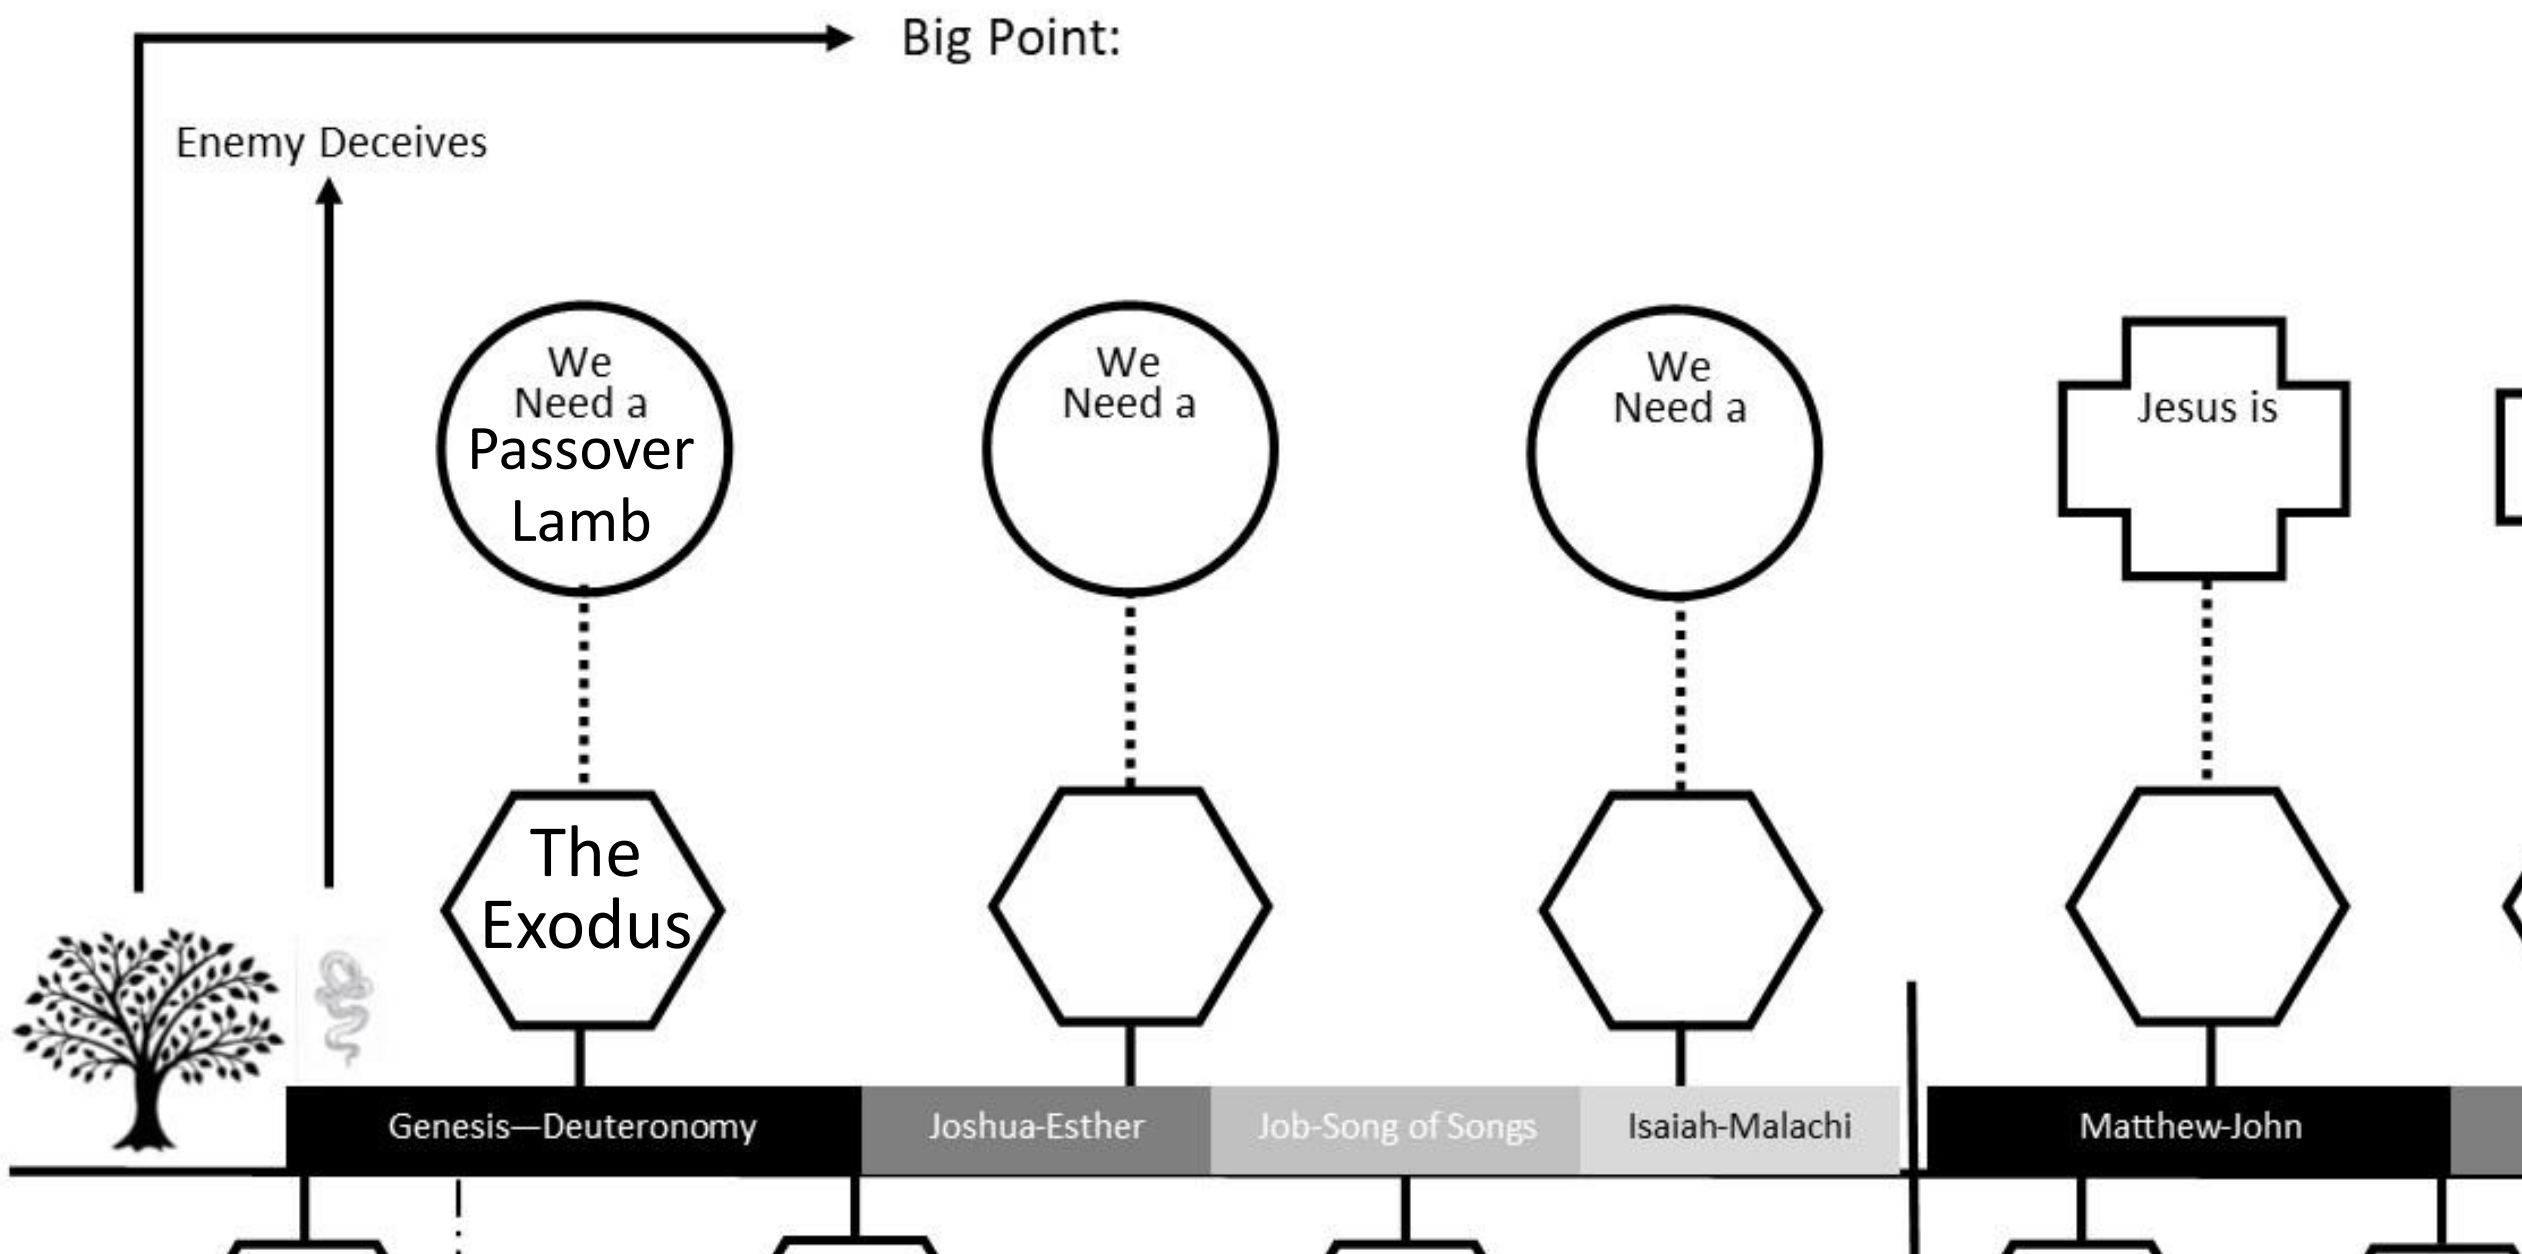 Big Point:
Enemy Deceives
We
Need a
Passover
Lamb
We
Need a
We
Need a
Jesus is
The
Exodus
Genesis—Deuteronomy
Joshua-Esther
Job-Song of Songs
Isaiah-Malachi
Matthew-John